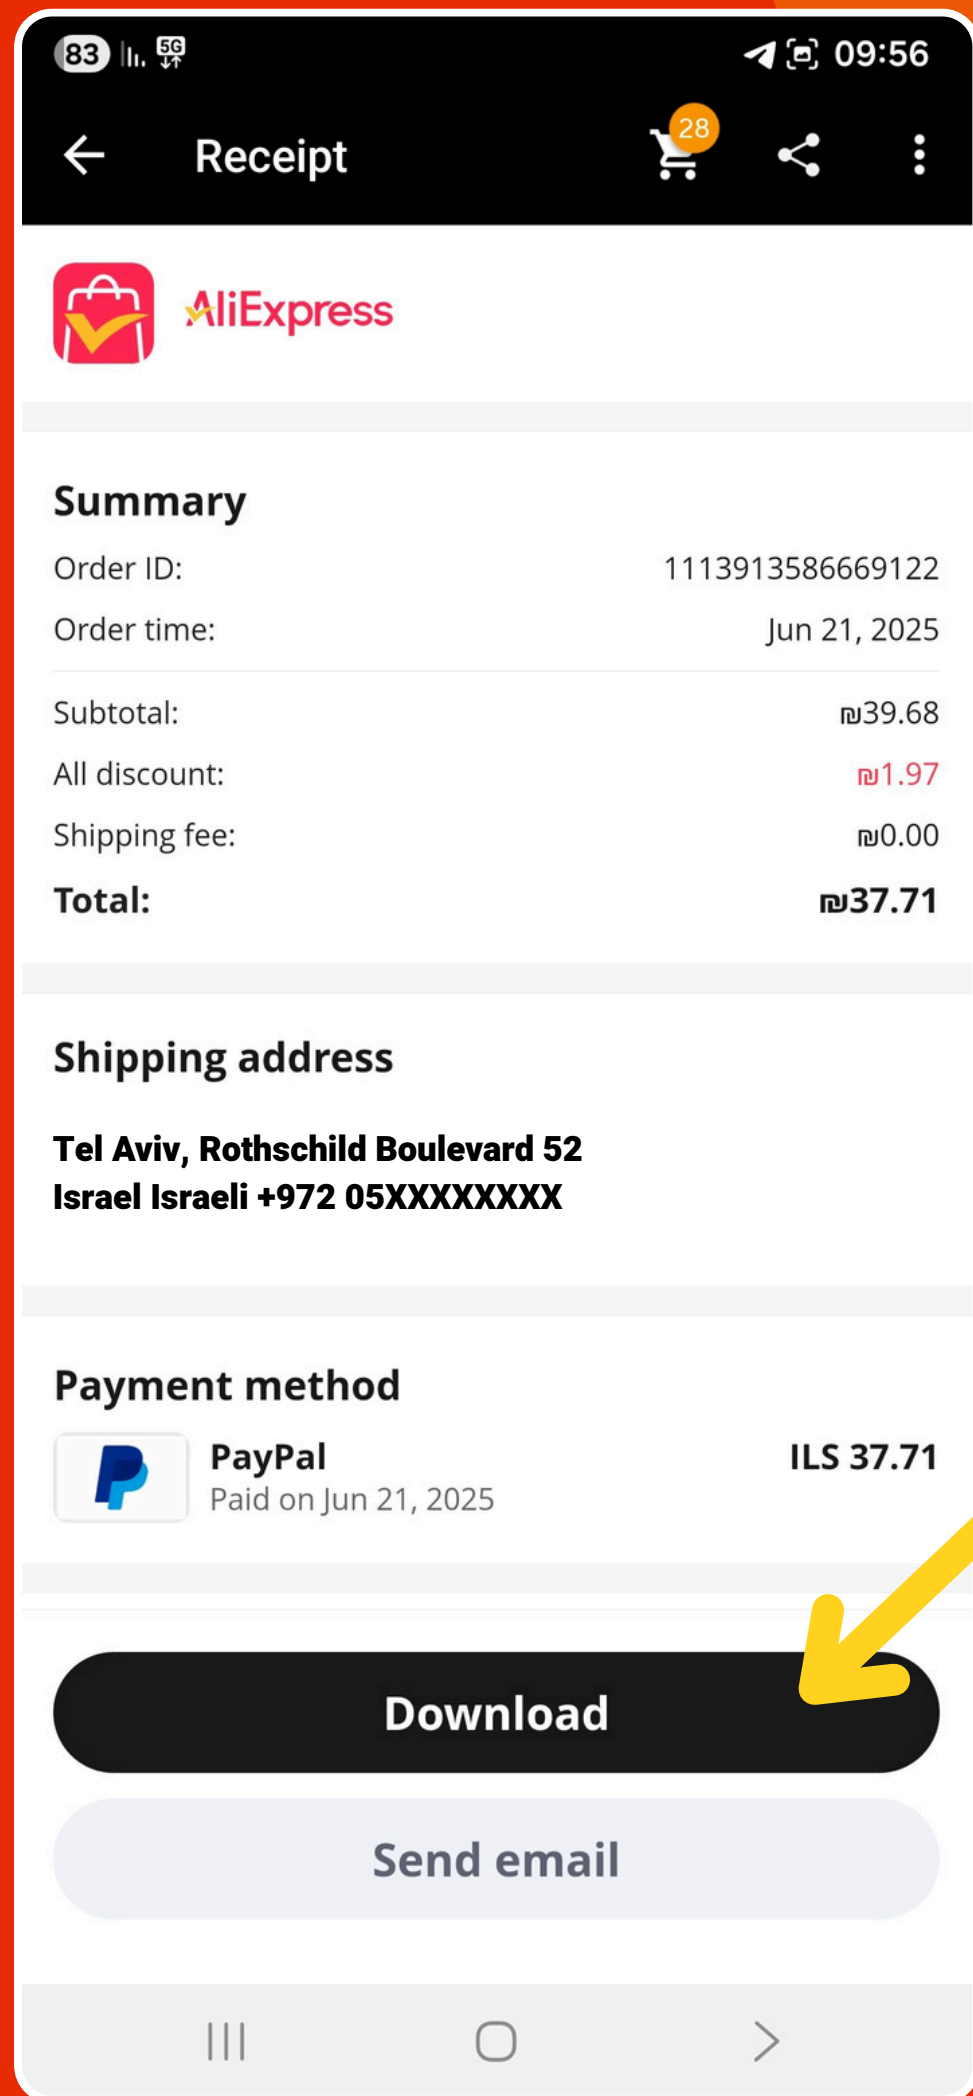 83 5G 09:56
Receipt 28
AliExpress
Summary
Order ID: 1113913586669122
Order time: Jun 21, 2025
Subtotal: ₪39.68
All discount: ₪1.97
Shipping fee: ₪0.00
Total: ₪37.71
Shipping address
Tel Aviv, Rothschild Boulevard 52
Israel Israeli +972 05XXXXXXXX
Payment method
PayPal ILS 37.71
Paid on Jun 21, 2025
Download
Send email